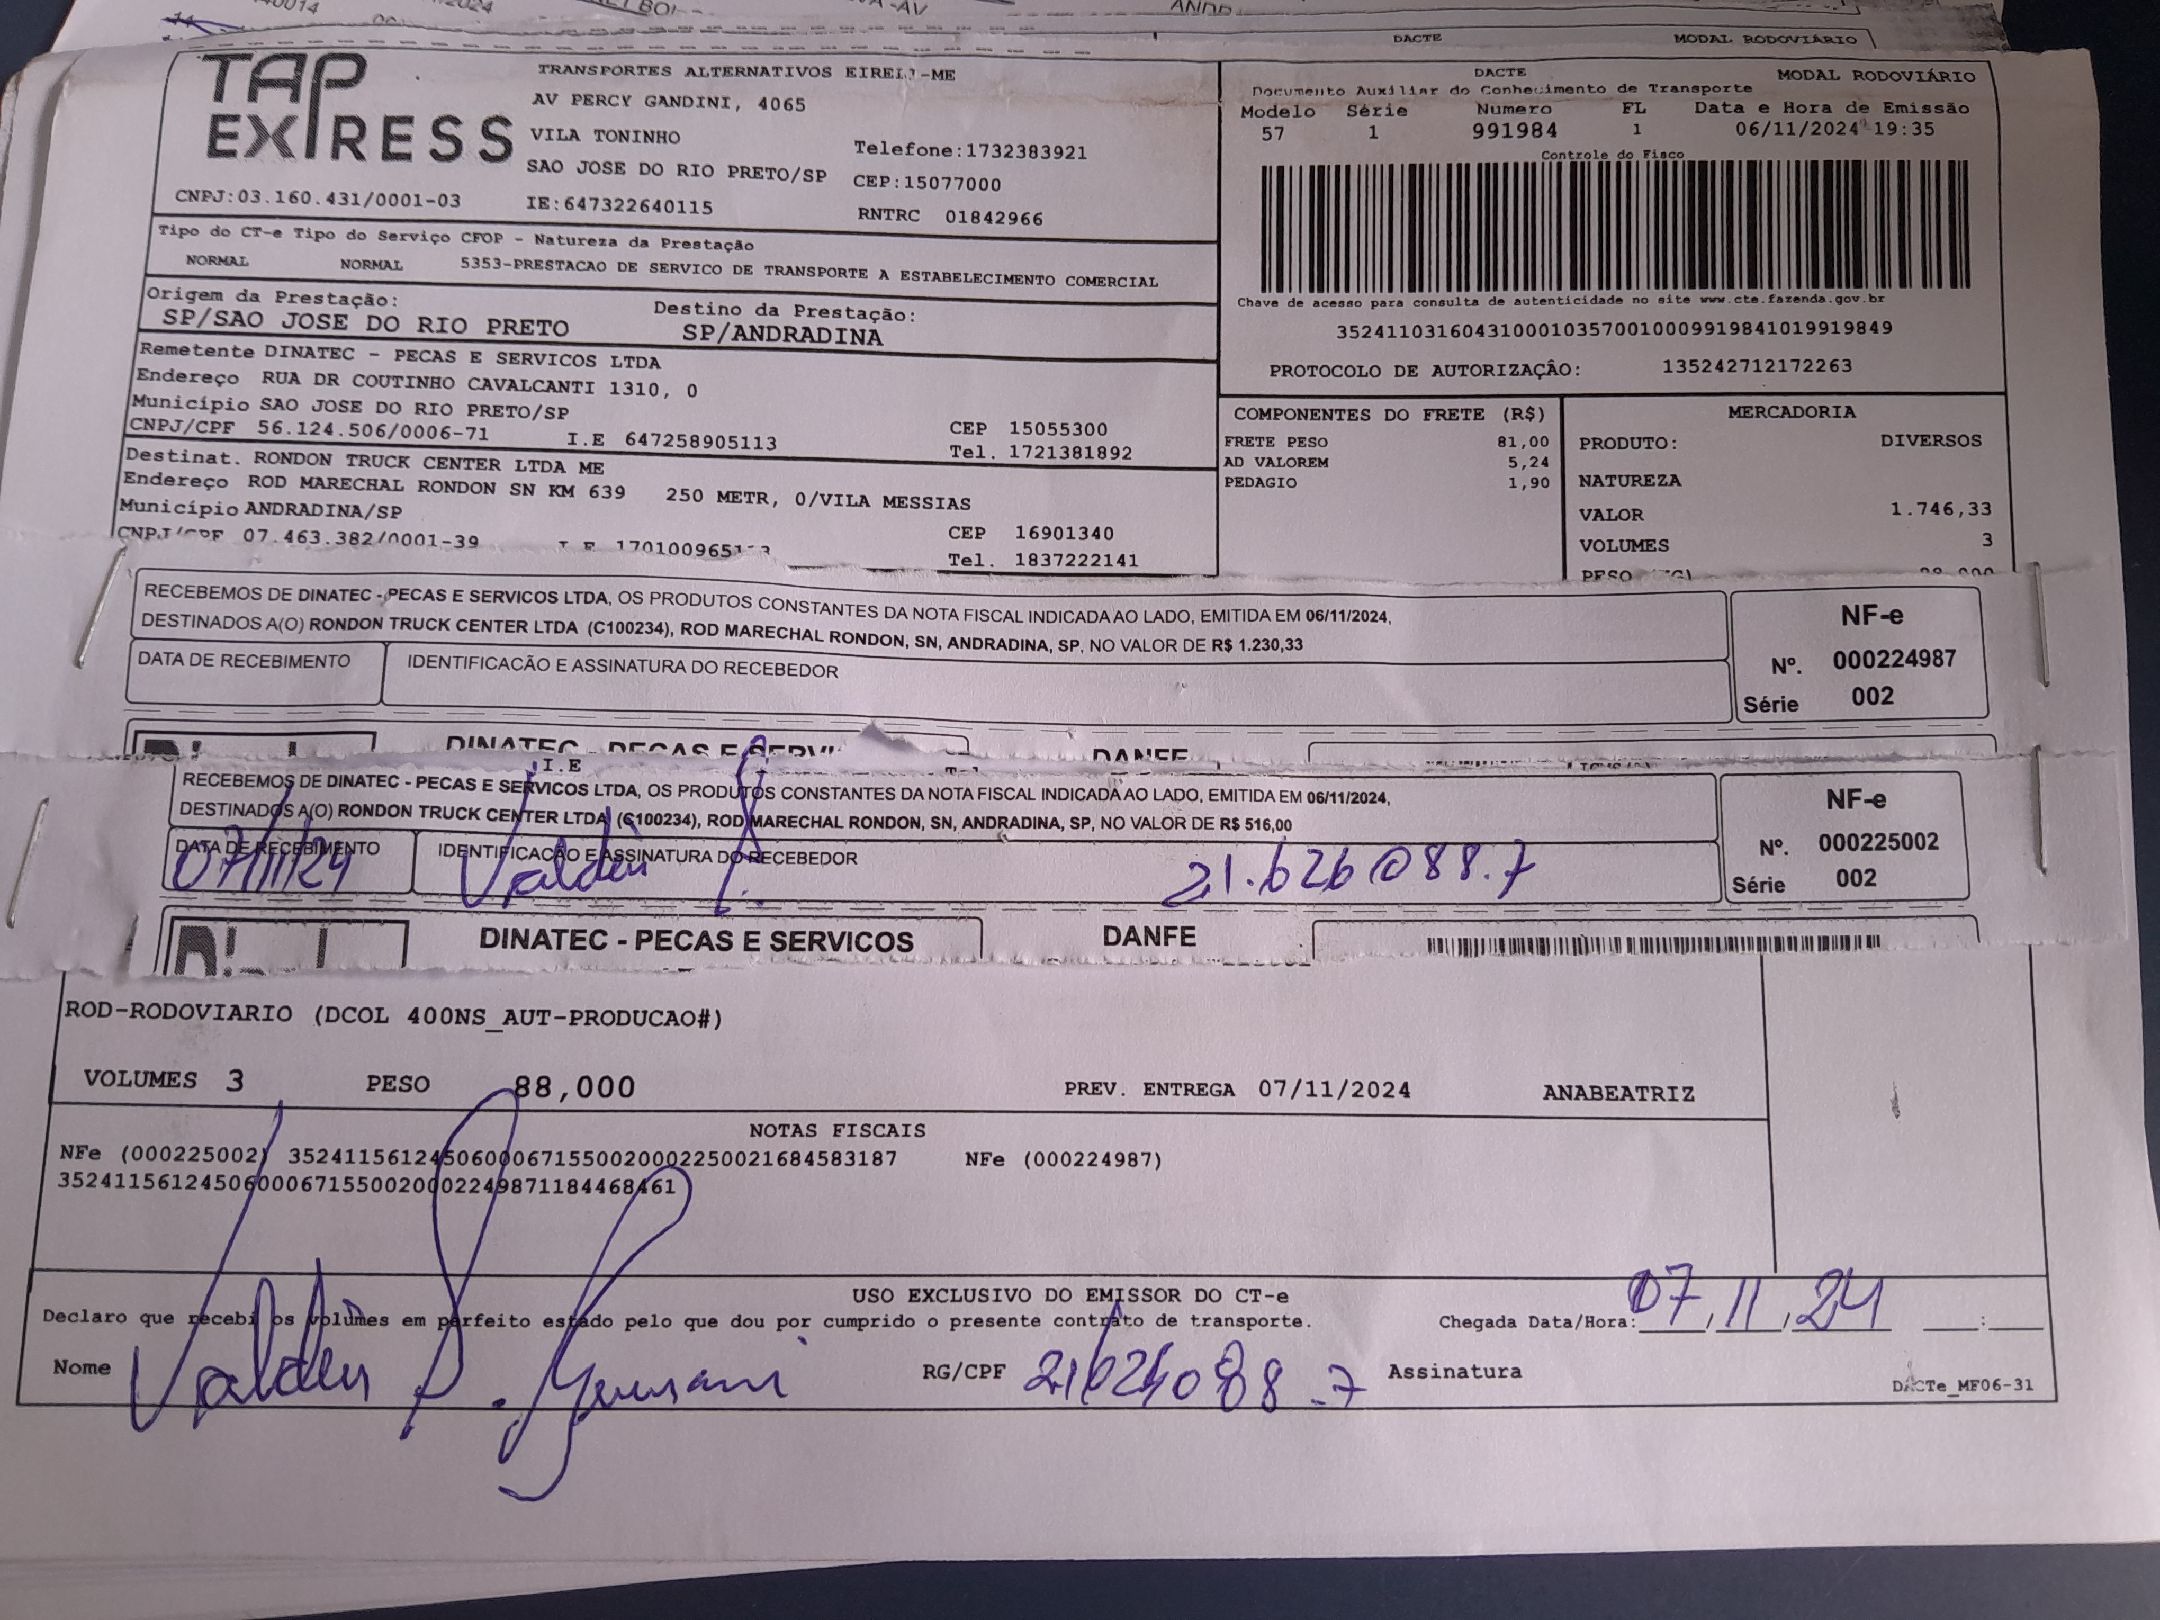 DACTE MODAL RODOVIÁRIO
TAP EXPRESS
TRANSPORTES ALTERNATIVOS EIRELI-ME
AV PERCY GANDINI, 4065
VILA TONINHO
SAO JOSE DO RIO PRETO/SP
Telefone:1732383921
CEP:15077000
CNPJ:03.160.431/0001-03 IE:647322640115 RNTRC 01842966
DACTE MODAL RODOVIÁRIO
Documento Auxiliar do Conhecimento de Transporte
Modelo Série Numero FL Data e Hora de Emissão
57 1 991984 1 06/11/2024 19:35
Controle do Fisco
Chave de acesso para consulta de autenticidade no site www.cte.fazenda.gov.br
35241103160431000103570010009919841019919849
PROTOCOLO DE AUTORIZAÇÂO: 135242712172263
Tipo do CT-e Tipo do Serviço CFOP - Natureza da Prestação
NORMAL NORMAL 5353-PRESTACAO DE SERVICO DE TRANSPORTE A ESTABELECIMENTO COMERCIAL
Origem da Prestação: Destino da Prestação:
SP/SAO JOSE DO RIO PRETO SP/ANDRADINA
Remetente DINATEC - PECAS E SERVICOS LTDA
Endereço RUA DR COUTINHO CAVALCANTI 1310, 0
Município SAO JOSE DO RIO PRETO/SP CEP 15055300
CNPJ/CPF 56.124.506/0006-71 I.E 647258905113 Tel. 1721381892
Destinat. RONDON TRUCK CENTER LTDA ME
Endereço ROD MARECHAL RONDON SN KM 639 250 METR, 0/VILA MESSIAS
Município ANDRADINA/SP CEP 16901340
CNPJ/CPF 07.463.382/0001-39 I.E Tel. 1837222141
COMPONENTES DO FRETE (R$)
FRETE PESO 81,00
AD VALOREM 5,24
PEDAGIO 1,90
MERCADORIA
PRODUTO: DIVERSOS
NATUREZA
VALOR 1.746,33
VOLUMES 3
PESO
RECEBEMOS DE DINATEC - PECAS E SERVICOS LTDA, OS PRODUTOS CONSTANTES DA NOTA FISCAL INDICADA AO LADO, EMITIDA EM 06/11/2024,
DESTINADOS A(O) RONDON TRUCK CENTER LTDA (C100234), ROD MARECHAL RONDON, SN, ANDRADINA, SP, NO VALOR DE R$ 1.230,33
DATA DE RECEBIMENTO IDENTIFICACÃO E ASSINATURA DO RECEBEDOR
NF-e
Nº. 000224987
Série 002
DINATEC - PECAS E DANFE
I.E
RECEBEMOS DE DINATEC - PECAS E SERVICOS LTDA, OS PRODUTOS CONSTANTES DA NOTA FISCAL INDICADA AO LADO, EMITIDA EM 06/11/2024,
DESTINADOS A(O) RONDON TRUCK CENTER LTDA (C100234), ROD MARECHAL RONDON, SN, ANDRADINA, SP, NO VALOR DE R$ 516,00
DATA DE RECEBIMENTO IDENTIFICACÃO E ASSINATURA DO RECEBEDOR
07/11/24 21.626088.7
NF-e
Nº. 000225002
Série 002
DINATEC - PECAS E SERVICOS DANFE
ROD-RODOVIARIO (DCOL 400NS_AUT-PRODUCAO#)
VOLUMES 3 PESO 88,000 PREV. ENTREGA 07/11/2024 ANABEATRIZ
NOTAS FISCAIS
NFe (000225002) 35241156124506000671550020002250021684583187 NFe (000224987)
35241156124506000671550020002249871184468461
USO EXCLUSIVO DO EMISSOR DO CT-e
Declaro que recebi os volumes em perfeito estado pelo que dou por cumprido o presente contrato de transporte. Chegada Data/Hora: 07/11/24 :
Nome RG/CPF Assinatura
DACTe_MF06-31